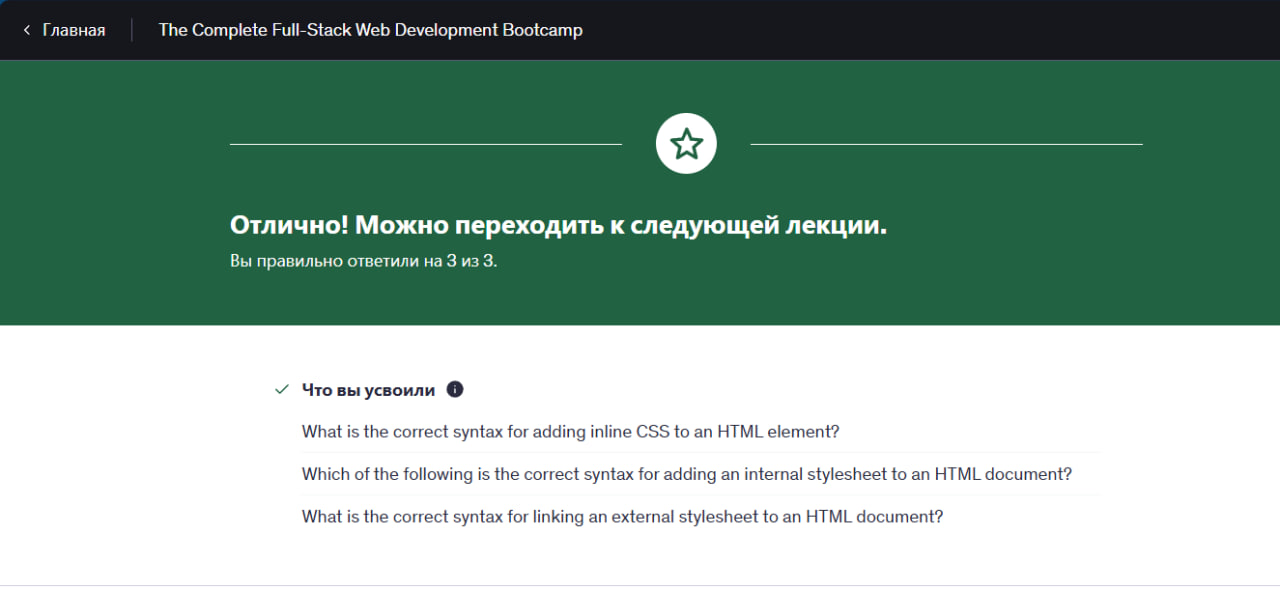 Главная
The Complete Full-Stack Web Development Bootcamp
Отлично! Можно переходить к следующей лекции.
Вы правильно ответили на 3 из 3.
Что вы усвоили
What is the correct syntax for adding inline CSS to an HTML element?
Which of the following is the correct syntax for adding an internal stylesheet to an HTML document?
What is the correct syntax for linking an external stylesheet to an HTML document?